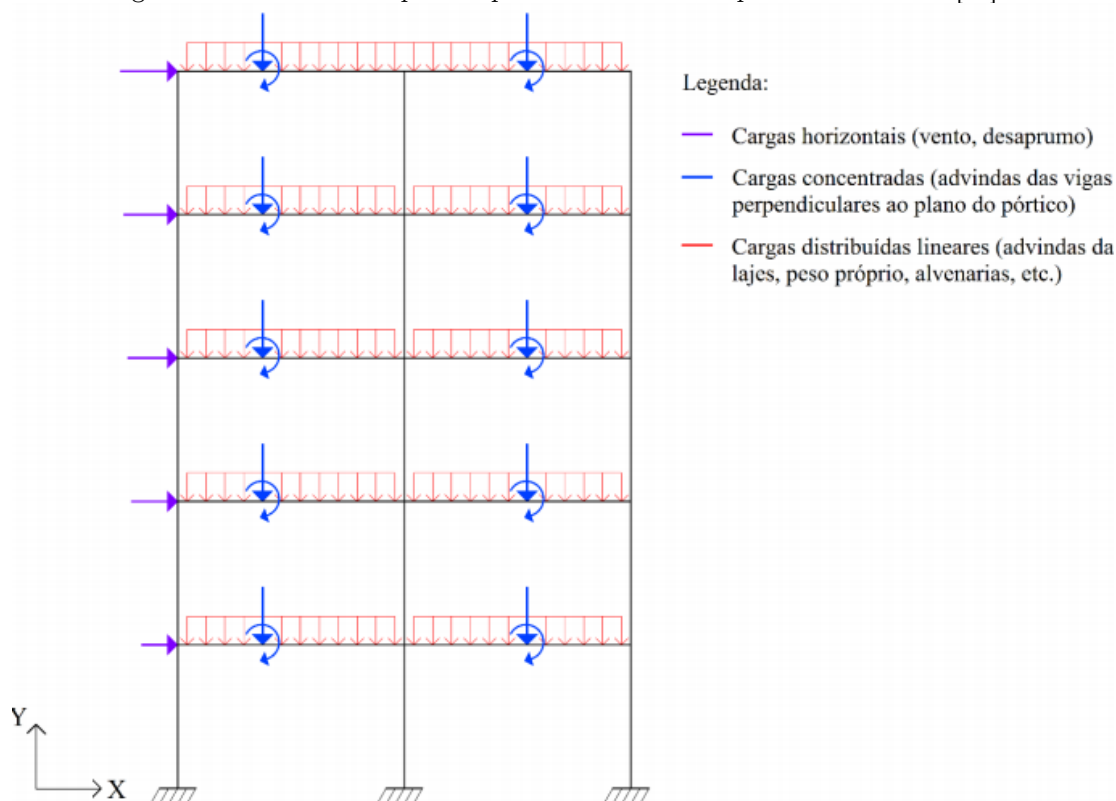 Legenda:
Cargas horizontais (vento, desaprumo)
Cargas concentradas (advindas das vigas
perpendiculares ao plano do pórtico)
Cargas distribuídas lineares (advindas da
lajes, peso próprio, alvenarias, etc.)
Y
X